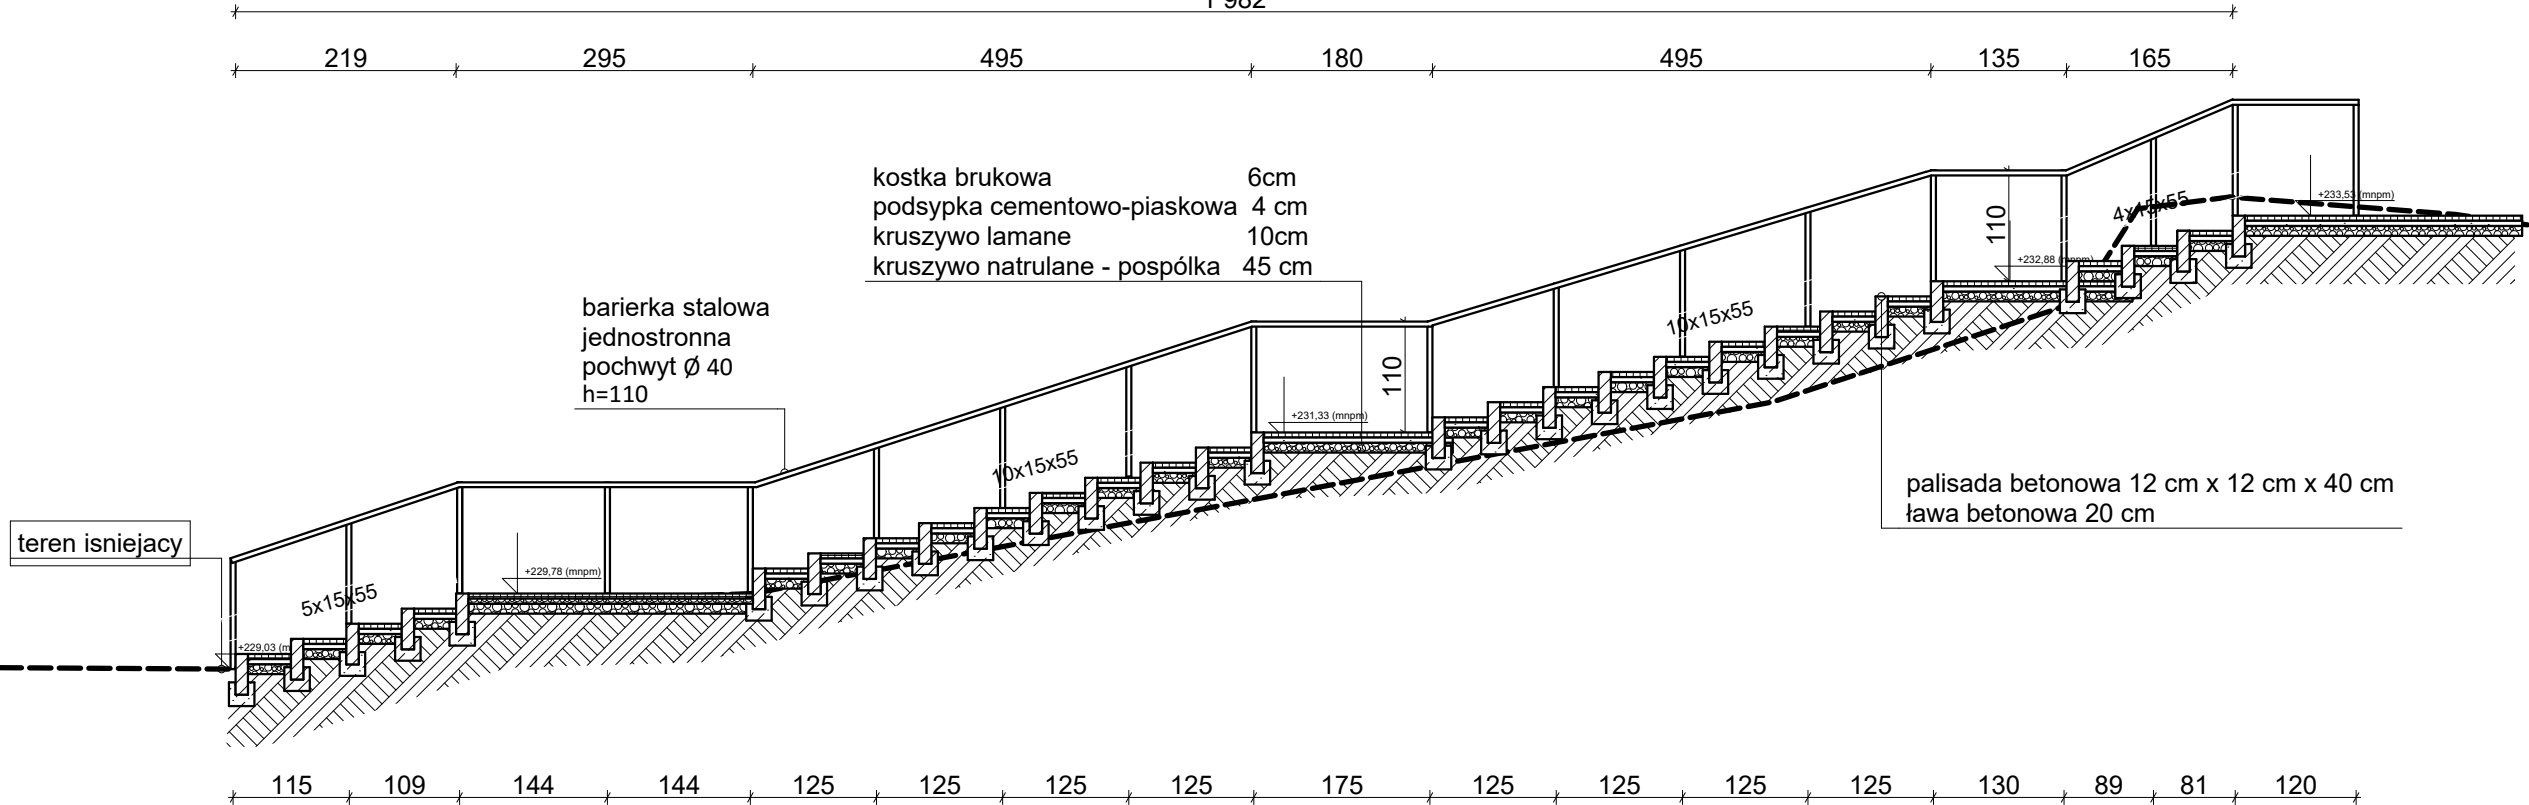 1 982
219 295 495 180 495 135 165
kostka brukowa 6cm
podsypka cementowo-piaskowa 4 cm
kruszywo lamane 10cm
kruszywo natrulane - pospólka 45 cm
barierka stalowa
jednostronna
pochwyt Ø 40
h=110
110
+233,53 (mnpm)
4x15x55
+232,88 (mnpm)
10x15x55
110
+231,33 (mnpm)
10x15x55
palisada betonowa 12 cm x 12 cm x 40 cm
ława betonowa 20 cm
teren isniejacy
+229,78 (mnpm)
5x15x55
+229,03 (m
115 109 144 144 125 125 125 125 175 125 125 125 125 130 89 81 120